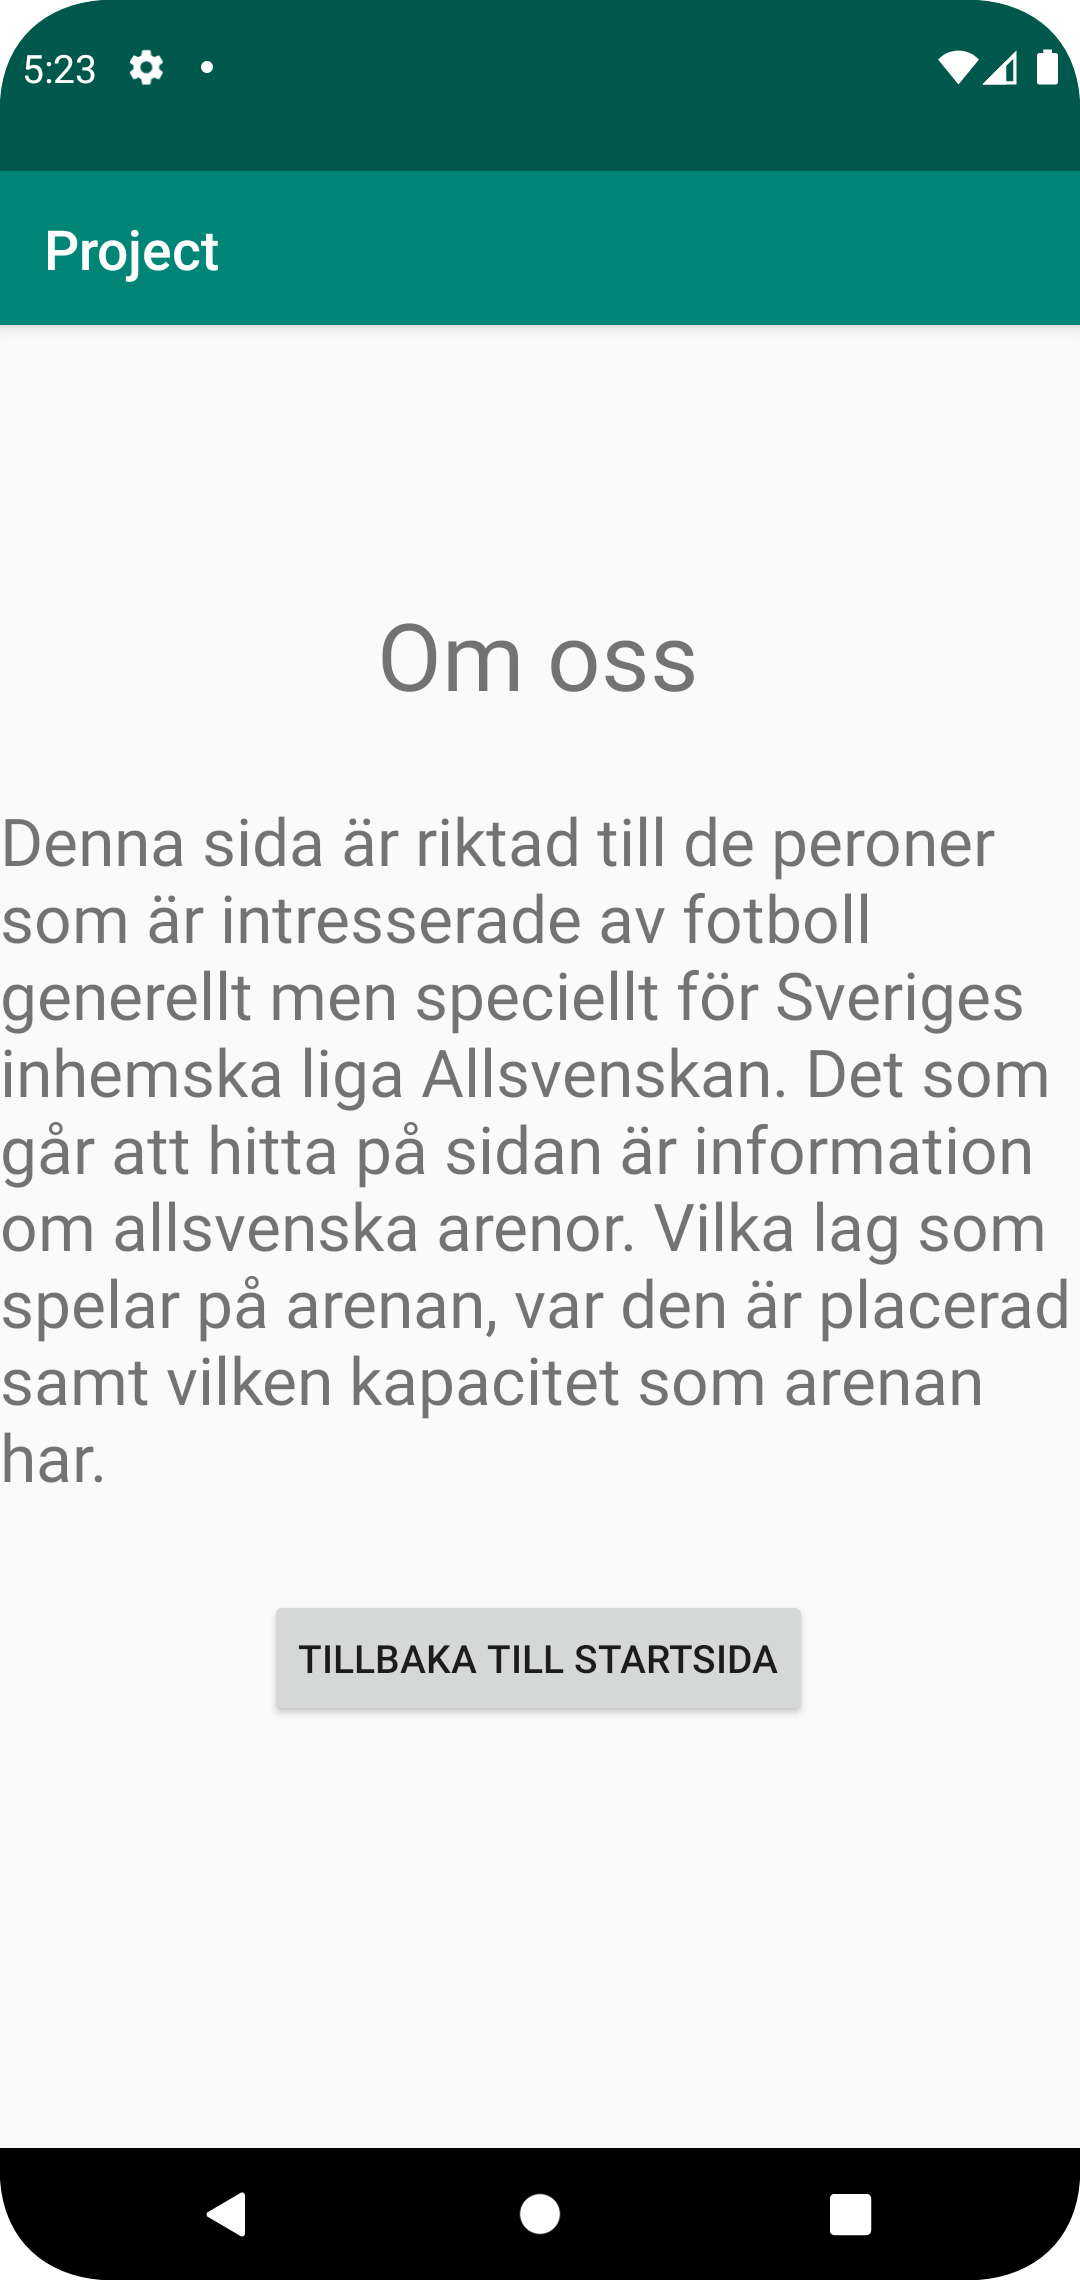 5:23
Project
Om oss
Denna sida är riktad till de peroner
som är intresserade av fotboll
generellt men speciellt för Sveriges
inhemska liga Allsvenskan. Det som
går att hitta på sidan är information
om allsvenska arenor. Vilka lag som
spelar på arenan, var den är placerad
samt vilken kapacitet som arenan
har.
TILLBAKA TILL STARTSIDA